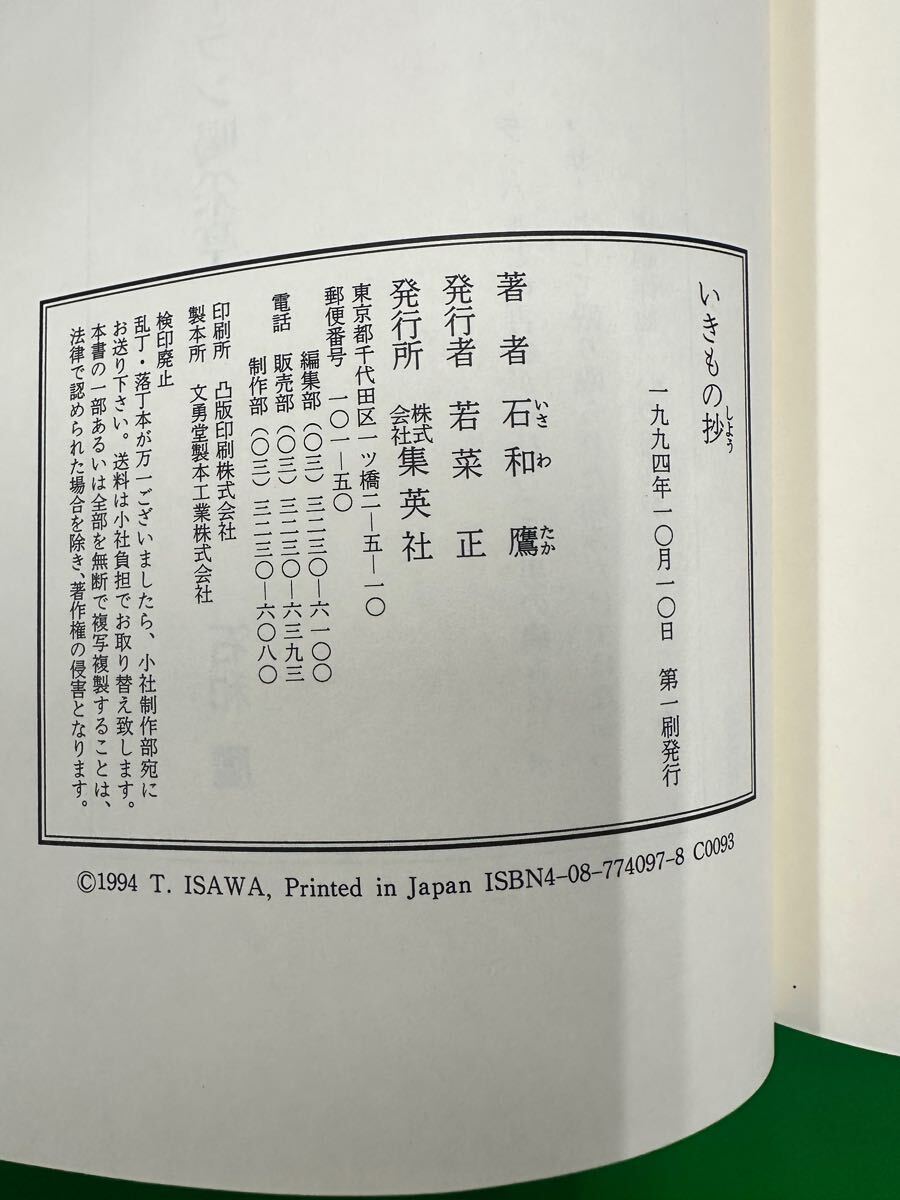 いきもの抄
しよう
一九九四年一〇月一〇日 第一刷発行
著者 石和 鷹
いさ わ たか
発行者 若菜 正
発行所 株式会社 集英社
東京都千代田区一ツ橋二—五—一〇
郵便番号 一〇一—五〇
編集部 (〇三) 三二三〇—六一〇〇
電話 販売部 (〇三) 三二三〇—六三九三
制作部 (〇三) 三二三〇—六〇八〇
印刷所 凸版印刷株式会社
製本所 文勇堂製本工業株式会社
検印廃止
乱丁・落丁本が万一ございましたら、小社制作部宛に
お送り下さい。送料は小社負担でお取り替え致します。
本書の一部あるいは全部を無断で複写複製することは、
法律で認められた場合を除き、著作権の侵害となります。
©1994 T. ISAWA, Printed in Japan ISBN4-08-774097-8 C0093